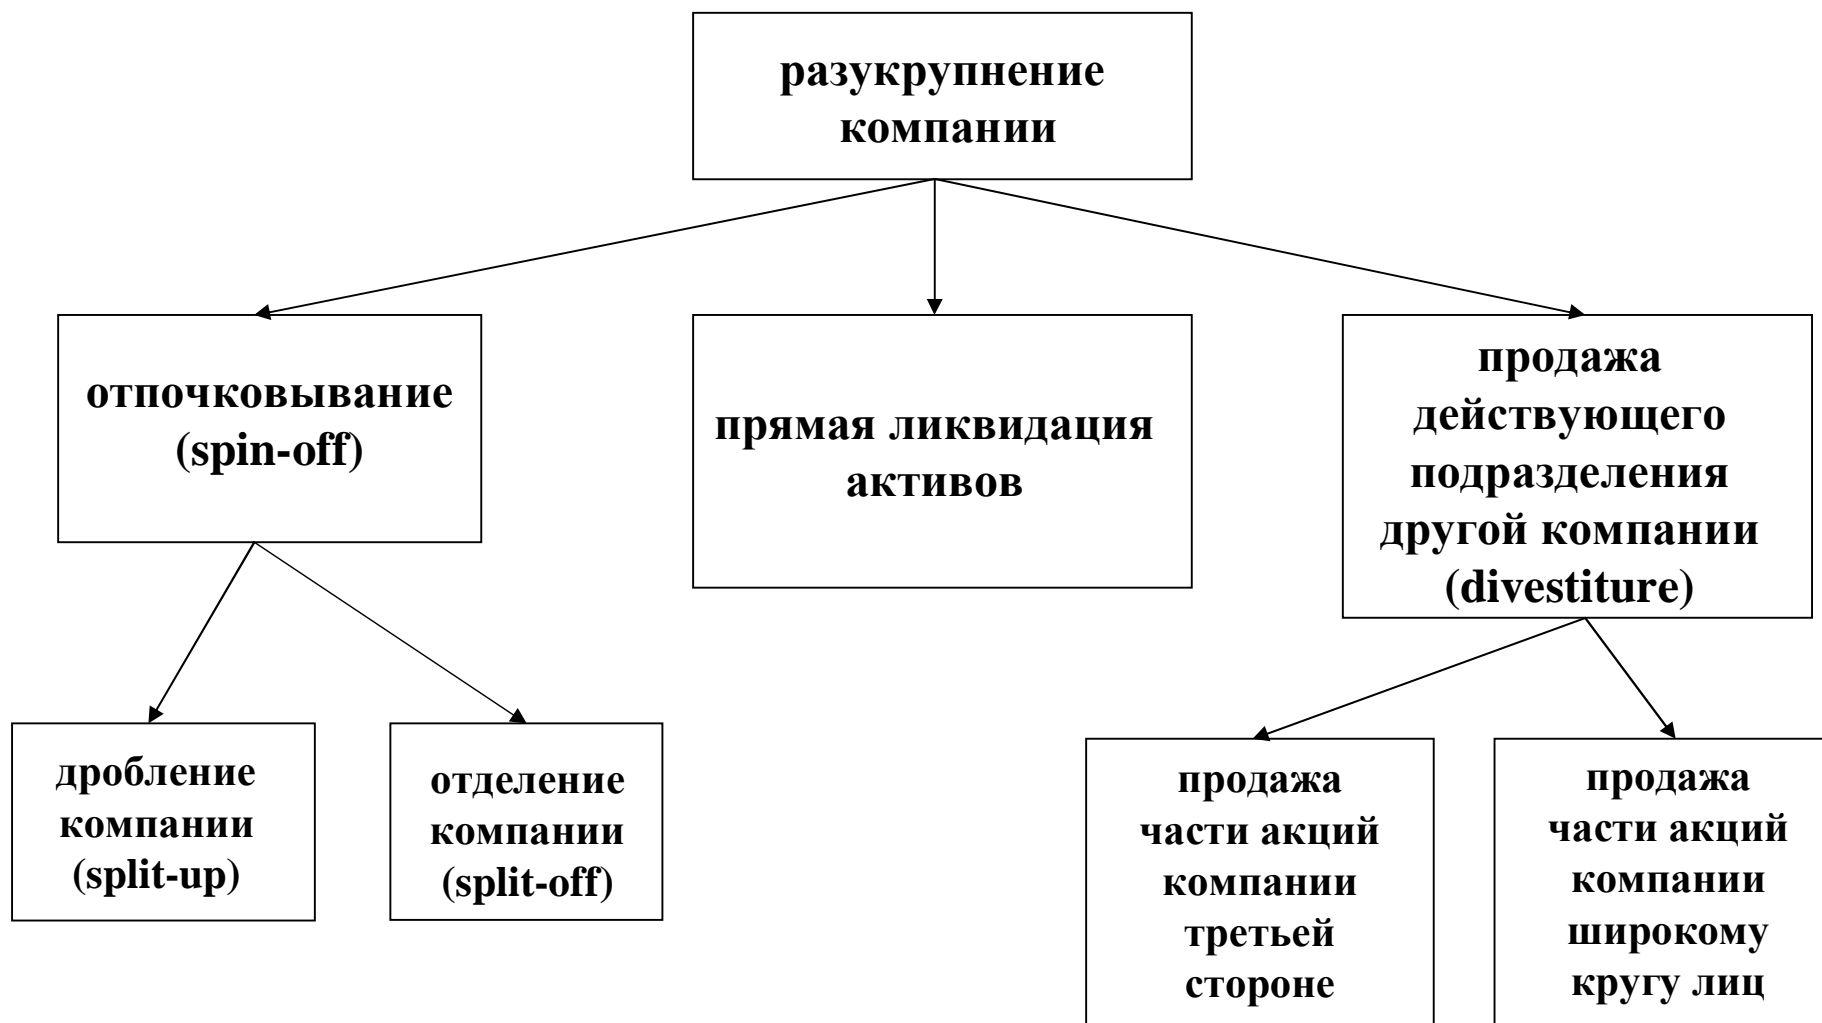 разукрупнение
компании
отпочковывание
(spin-off)
прямая ликвидация
активов
продажа
действующего
подразделения
другой компании
(divestiture)
дробление
компании
(split-up)
отделение
компании
(split-off)
продажа
части акций
компании
третьей
стороне
продажа
части акций
компании
широкому
кругу лиц